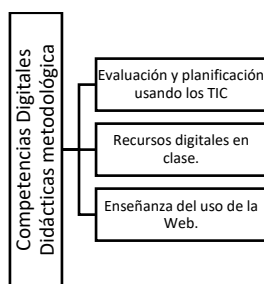 Competencias Digitales
Didácticas metodológica
Evaluación y planificación
usando los TIC
Recursos digitales en
clase.
Enseñanza del uso de la
Web.